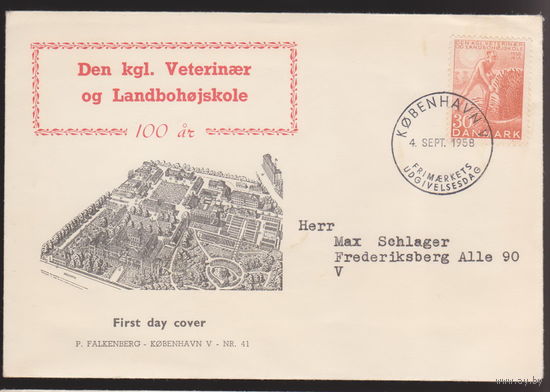 Den kgl. Veterinær
og Landbohøjskole
100 år
DEN KGL. VETERINÆR
OG LANDBOHØJSKOLE
30
DANMARK
KØBENHAVN
4. SEPT. 1958
FRIMÆRKETS
UDGIVELSESDAG
Herr
Max Schlager
Frederiksberg Alle 90
V
First day cover
P. FALKENBERG - KØBENHAVN V - NR. 41